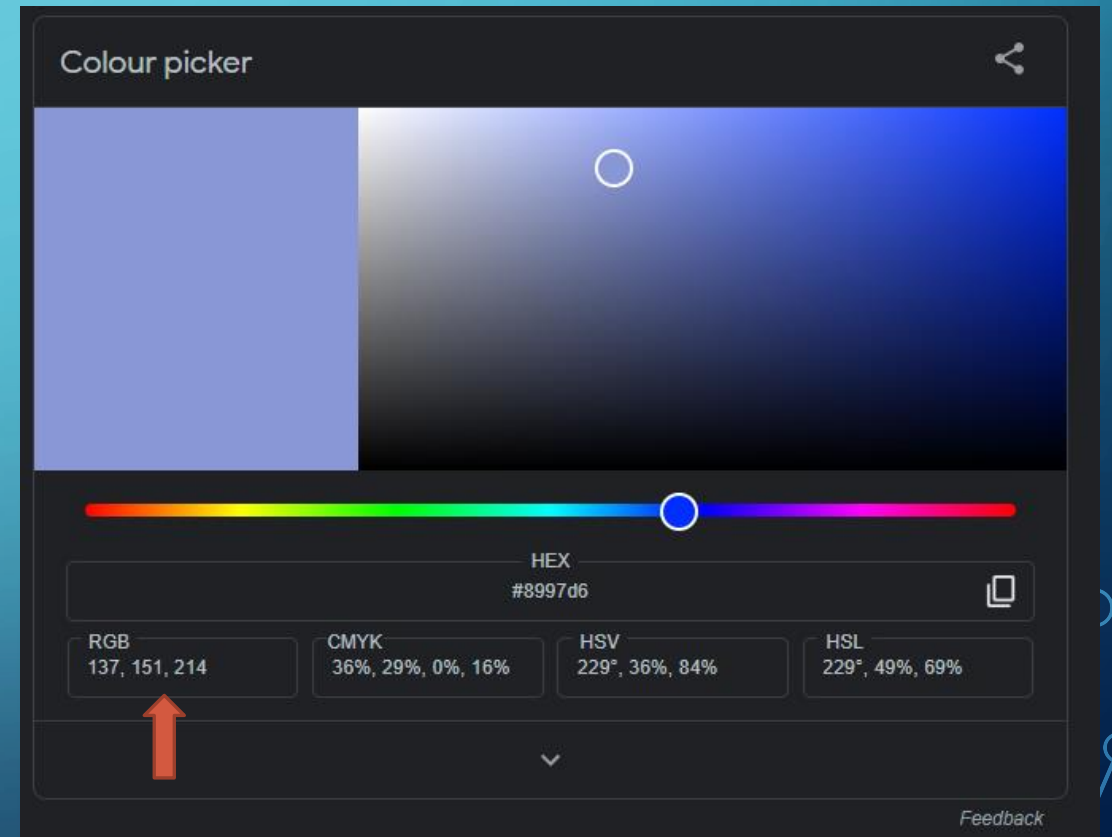 Colour picker
HEX
#8997d6
RGB
137, 151, 214
CMYK
36%, 29%, 0%, 16%
HSV
229°, 36%, 84%
HSL
229°, 49%, 69%
Feedback